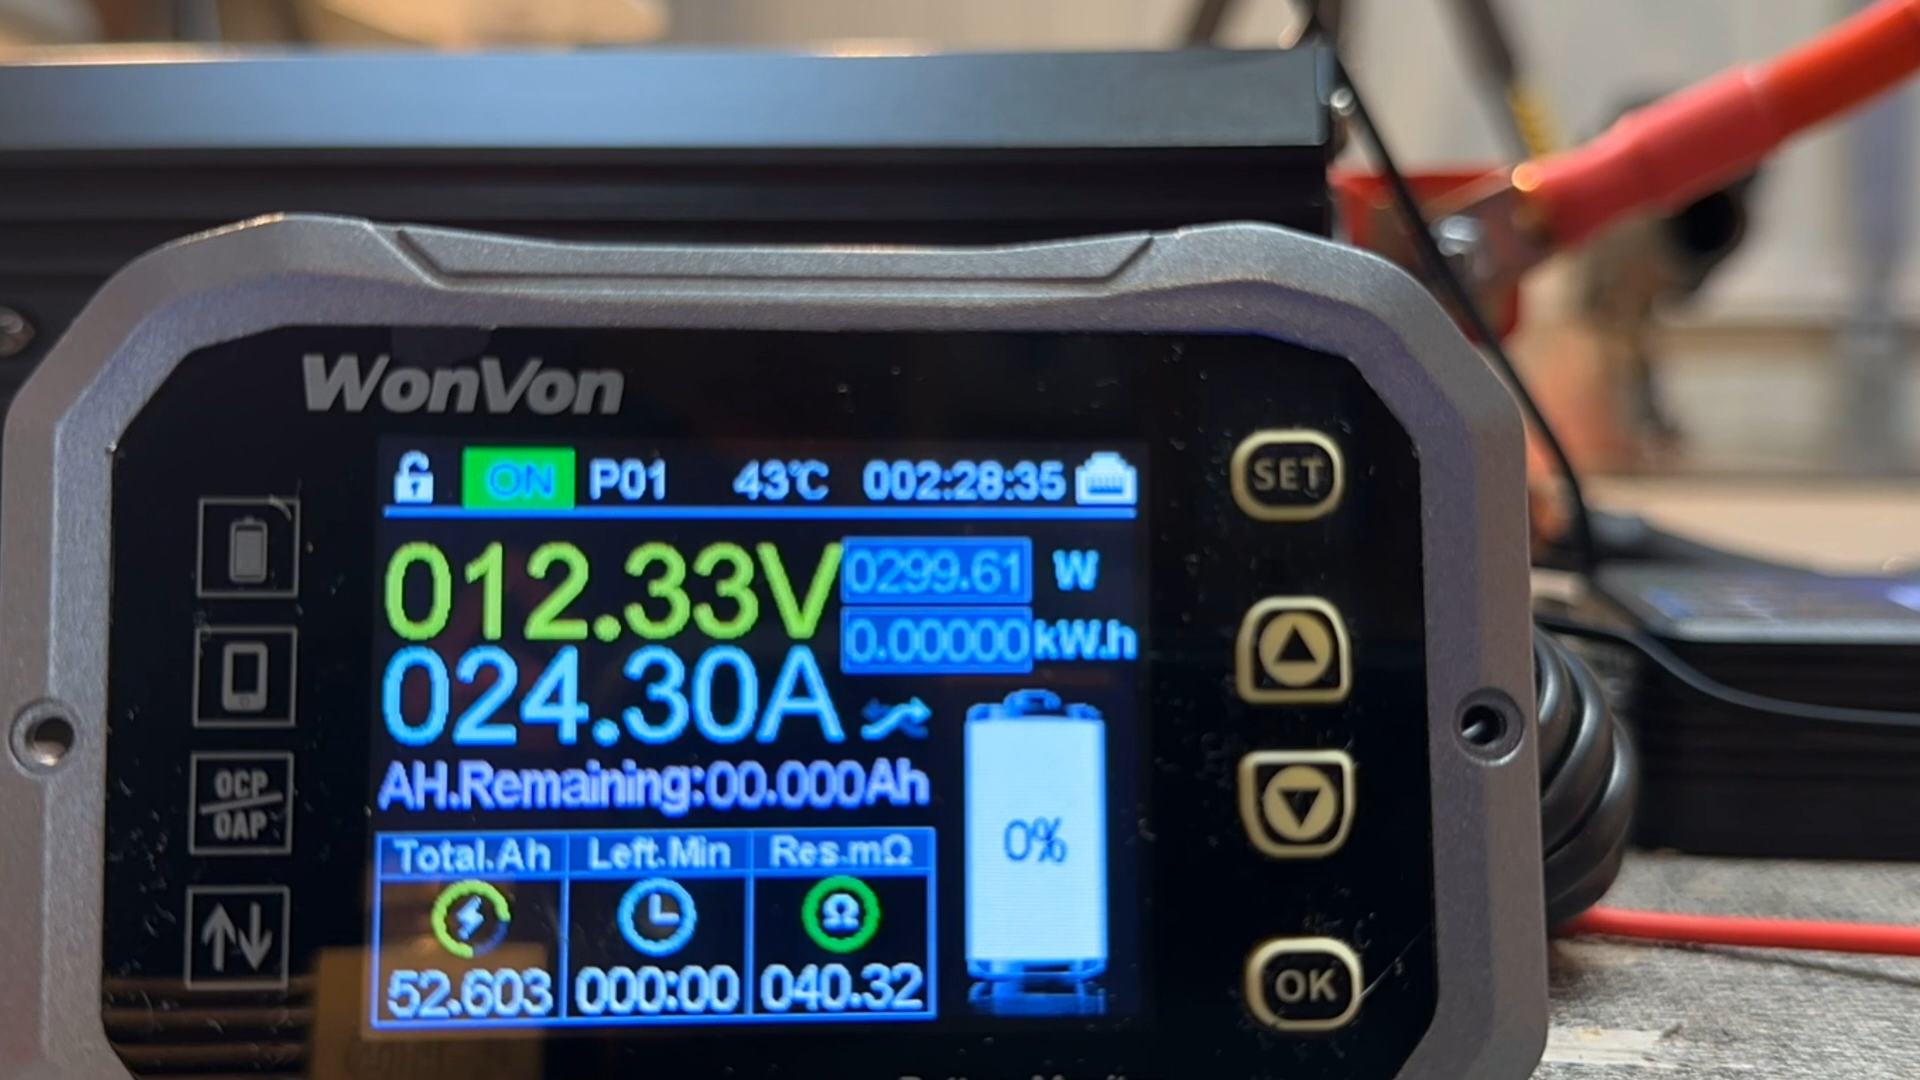 WonVon
ON P01 43℃ 002:28:35
012.33V 0299.61 W
0.00000 kW.h
024.30A
AH.Remaining:00.000Ah
Total.Ah Left.Min Res.mΩ
Ω
52.603 000:00 040.32
0%
OCP
OAP
SET
OK